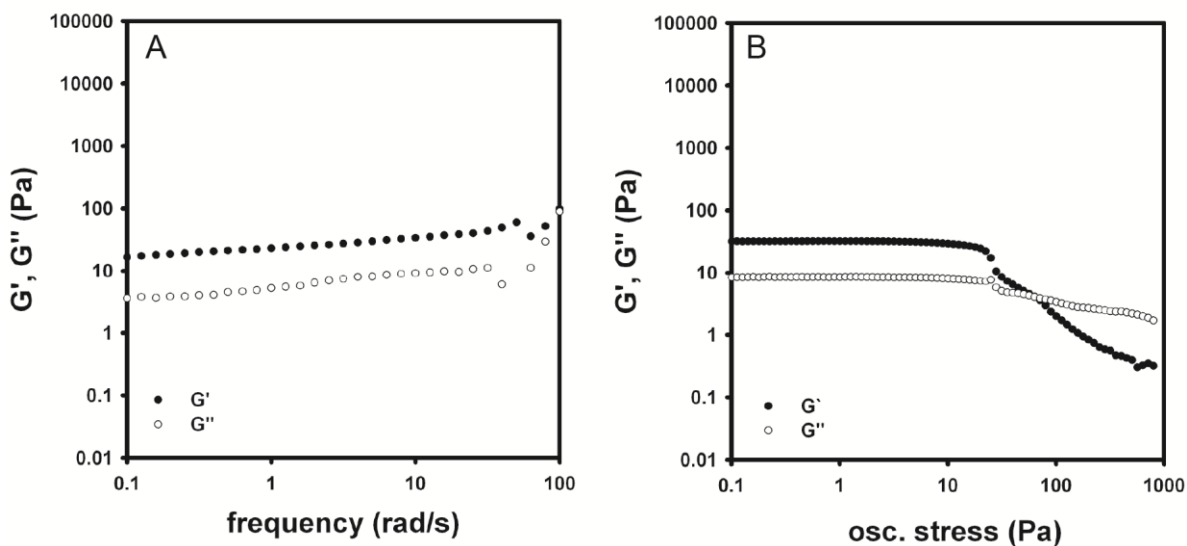 A
100000
10000
1000
100
10
1
0.1
0.01
G', G" (Pa)
G'
G"
0.1 1 10 100
frequency (rad/s)
B
100000
10000
1000
100
10
1
0.1
0.01
G', G" (Pa)
G`
G"
0.1 1 10 100 1000
osc. stress (Pa)